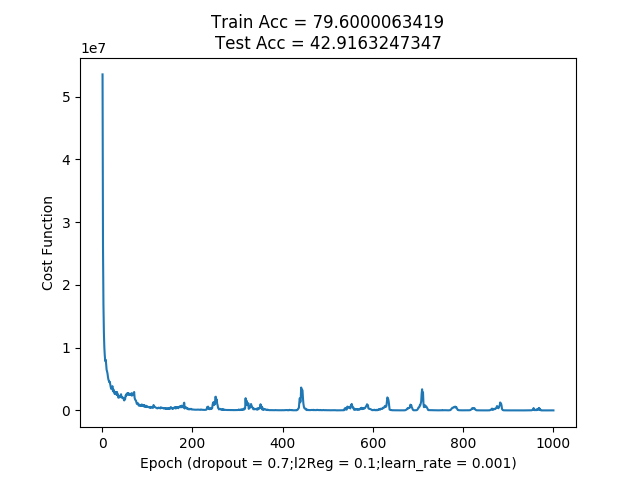 Train Acc = 79.6000063419
Test Acc = 42.9163247347
1e7
5
4
3
2
1
0
Cost Function
0 200 400 600 800 1000
Epoch (dropout = 0.7;l2Reg = 0.1;learn_rate = 0.001)